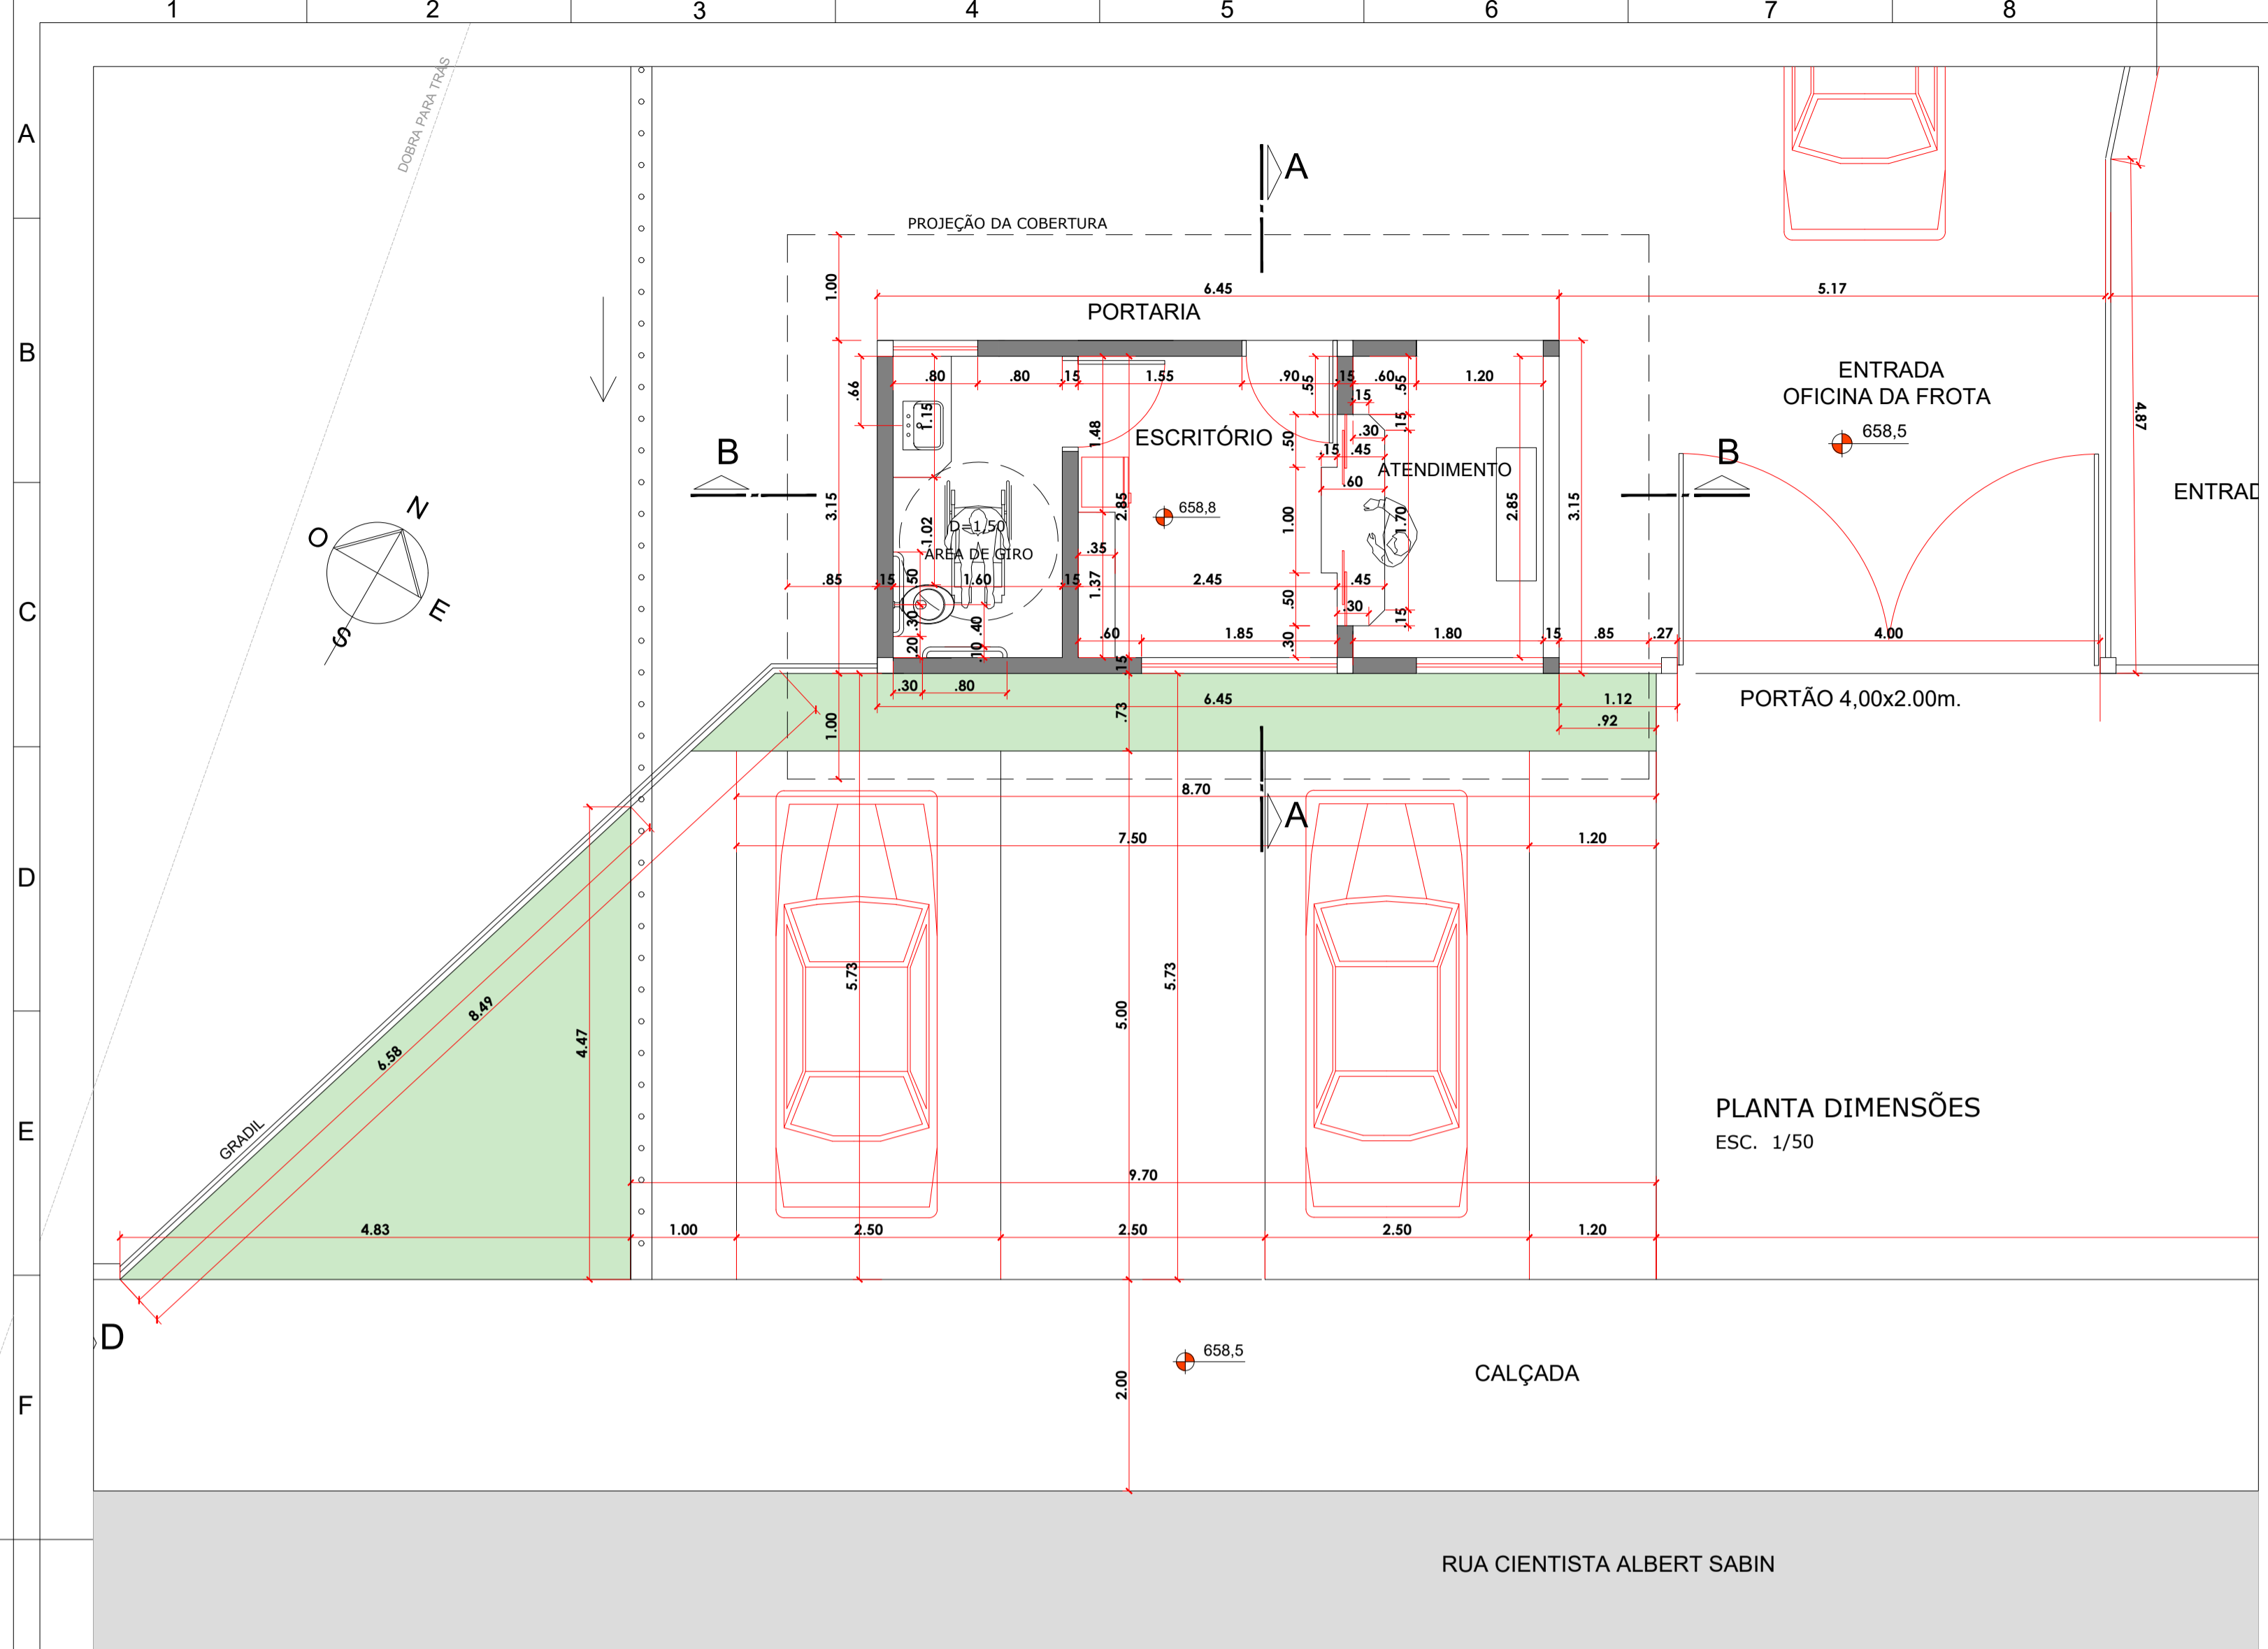 1 2 3 4 5 6 7 8
A
B
C
D
E
F
DOBRA PARA TRÁS
A
PROJEÇÃO DA COBERTURA
1.00
6.45
5.17
PORTARIA
ENTRADA
OFICINA DA FROTA
658,5
4.87
.66
.80
.80
.15
1.55
.90
.55
.15
.60
.55
1.20
1.15
1.48
ESCRITÓRIO
.50
.15
.30
.15
.15
.45
ATENDIMENTO
.60
B
B
ENTRAD
N
O
E
S
3.15
2.85
658,8
1.00
1.70
2.85
3.15
1.02
D=1,50
ÁREA DE GIRO
.35
.85
.15
.50
1.60
.15
1.37
2.45
.45
.50
.30
.15
.30
.20
.40
.10
.60
1.85
.30
1.80
.15
.85
.27
4.00
.15
.30
.80
6.45
1.12
.92
PORTÃO 4,00x2.00m.
1.00
.73
8.70
A
7.50
1.20
5.73
5.73
5.00
8.49
6.58
4.47
GRADIL
PLANTA DIMENSÕES
ESC. 1/50
9.70
4.83
1.00
2.50
2.50
2.50
1.20
D
658,5
CALÇADA
2.00
RUA CIENTISTA ALBERT SABIN